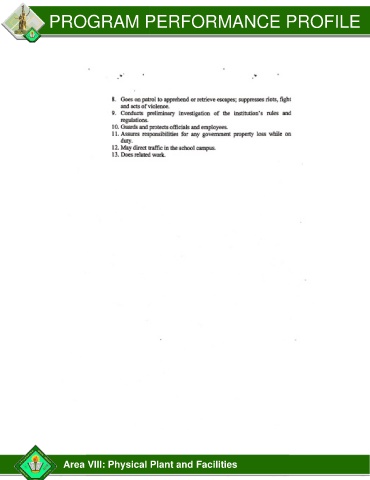 PROGRAM PERFORMANCE PROFILE
8. Goes on patrol to apprehend or retrieve escapes; suppresses riots, fight
and acts of violence.
9. Conducts preliminary investigation of the institution's rules and
regulations.
10. Guards and protects officials and employees.
11. Assures responsibilities for any government property loss while on
duty.
12. May direct traffic in the school campus.
13. Does related work.
Area VIII: Physical Plant and Facilities